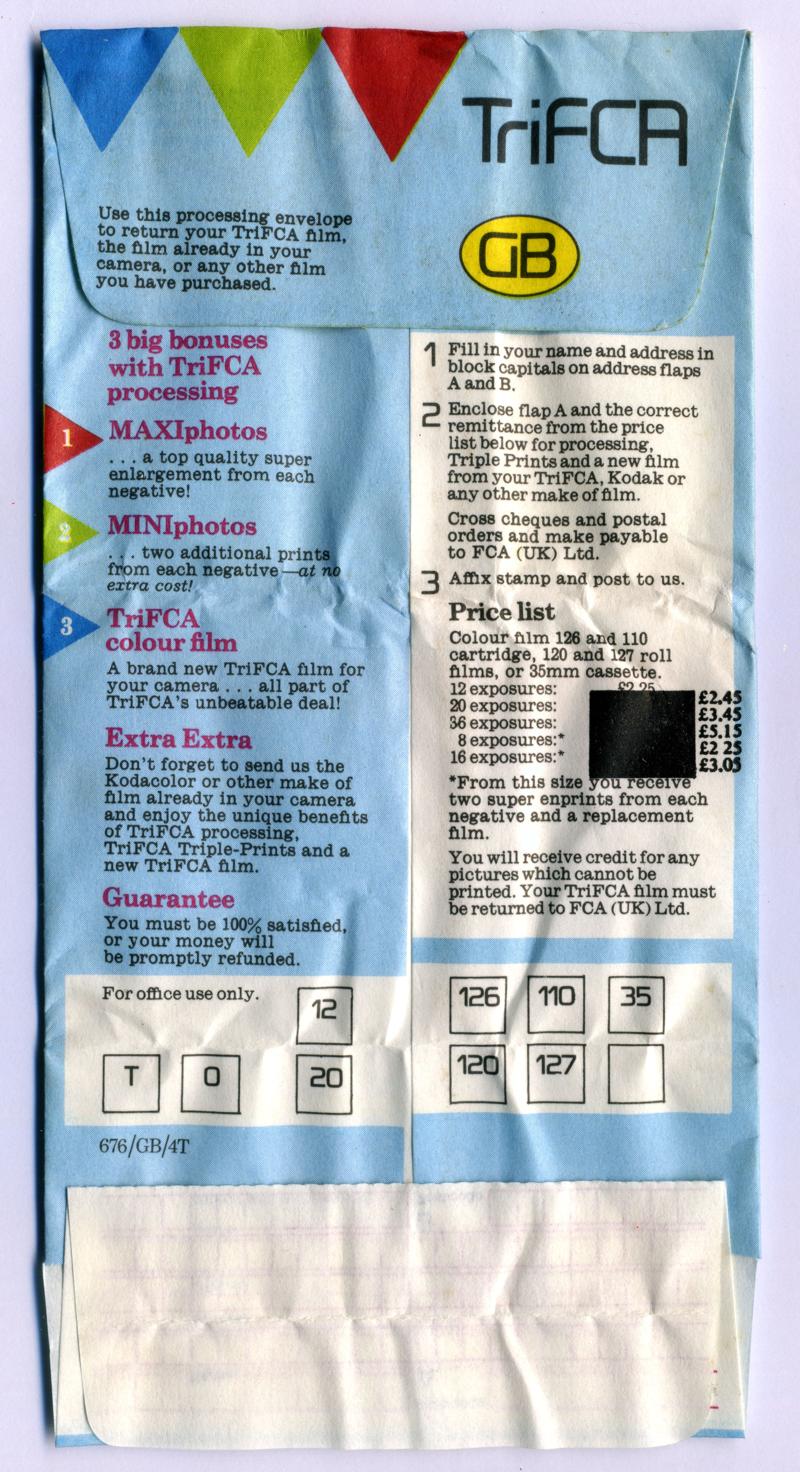 TriFCA
Use this processing envelope
to return your TriFCA film,
the film already in your
camera, or any other film
you have purchased.
GB
3 big bonuses
with TriFCA
processing
1
MAXIphotos
. . . a top quality super
enlargement from each
negative!
2
MINIphotos
. . . two additional prints
from each negative—at no
extra cost!
3
TriFCA
colour film
A brand new TriFCA film for
your camera . . . all part of
TriFCA's unbeatable deal!
Extra Extra
Don't forget to send us the
Kodacolor or other make of
film already in your camera
and enjoy the unique benefits
of TriFCA processing,
TriFCA Triple-Prints and a
new TriFCA film.
Guarantee
You must be 100% satisfied,
or your money will
be promptly refunded.
1 Fill in your name and address in
block capitals on address flaps
A and B.
2 Enclose flap A and the correct
remittance from the price
list below for processing,
Triple Prints and a new film
from your TriFCA, Kodak or
any other make of film.
Cross cheques and postal
orders and make payable
to FCA (UK) Ltd.
3 Affix stamp and post to us.
Price list
Colour film 126 and 110
cartridge, 120 and 127 roll
films, or 35mm cassette.
12 exposures: £2.25 £2.45
20 exposures: £3.45
36 exposures: £5.15
8 exposures:* £2 25
16 exposures:* £3.05
*From this size you receive
two super enprints from each
negative and a replacement
film.
You will receive credit for any
pictures which cannot be
printed. Your TriFCA film must
be returned to FCA (UK) Ltd.
For office use only.
12
T O 20
126 110 35
120 127
676/GB/4T